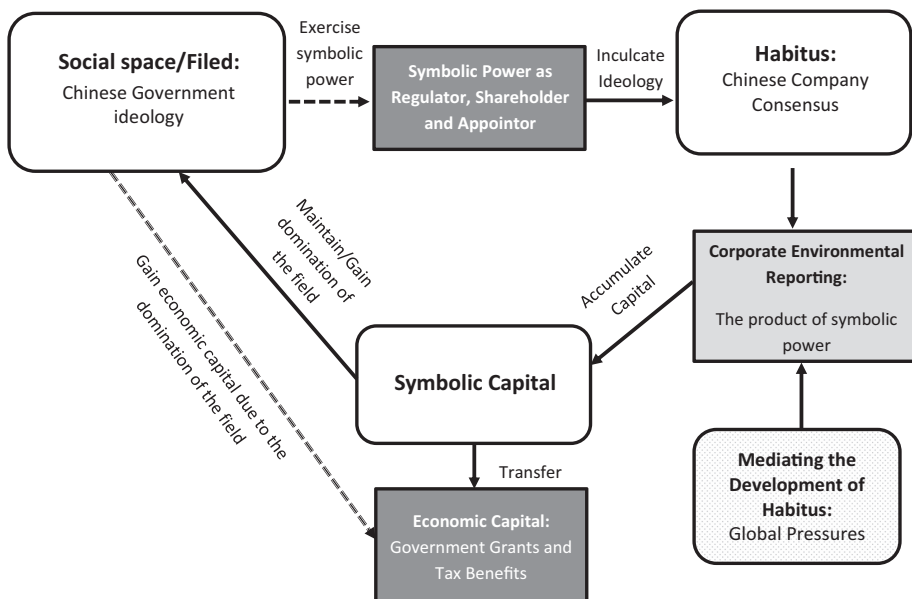 Social space/Filed:
Chinese Government
ideology
Exercise
symbolic
power
Symbolic Power as
Regulator, Shareholder
and Appointor
Inculcate
Ideology
Habitus:
Chinese Company
Consensus
Corporate Environmental
Reporting:
The product of symbolic
power
Mediating the
Development of
Habitus:
Global Pressures
Accumulate
Capital
Symbolic Capital
Maintain/Gain
domination of
the field
Gain economic capital due to the
domination of the field
Transfer
Economic Capital:
Government Grants and
Tax Benefits